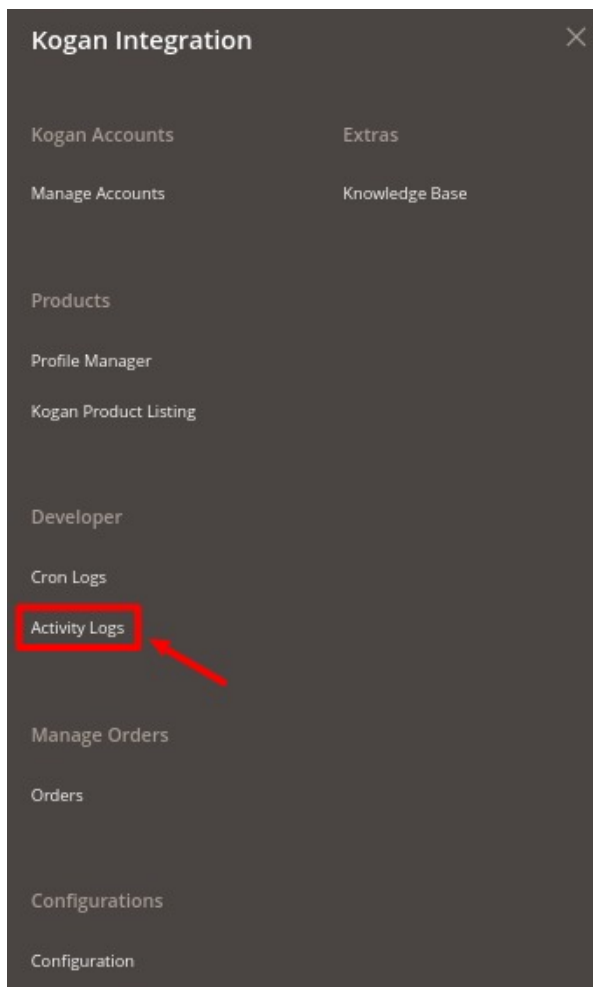 Kogan Integration
Kogan Accounts
Manage Accounts
Extras
Knowledge Base
Products
Profile Manager
Kogan Product Listing
Developer
Cron Logs
Activity Logs
Manage Orders
Orders
Configurations
Configuration